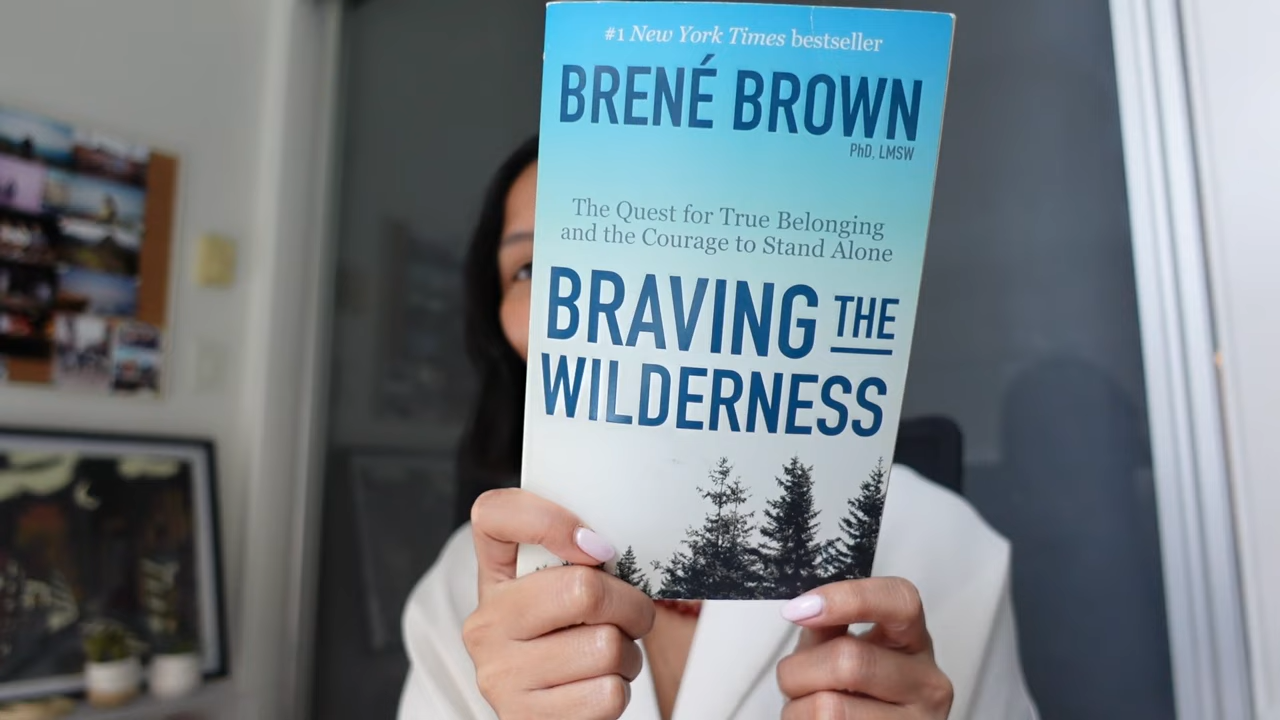 #1 New York Times bestseller
BRENÉ BROWN
PhD, LMSW
The Quest for True Belonging
and the Courage to Stand Alone
BRAVING THE
WILDERNESS